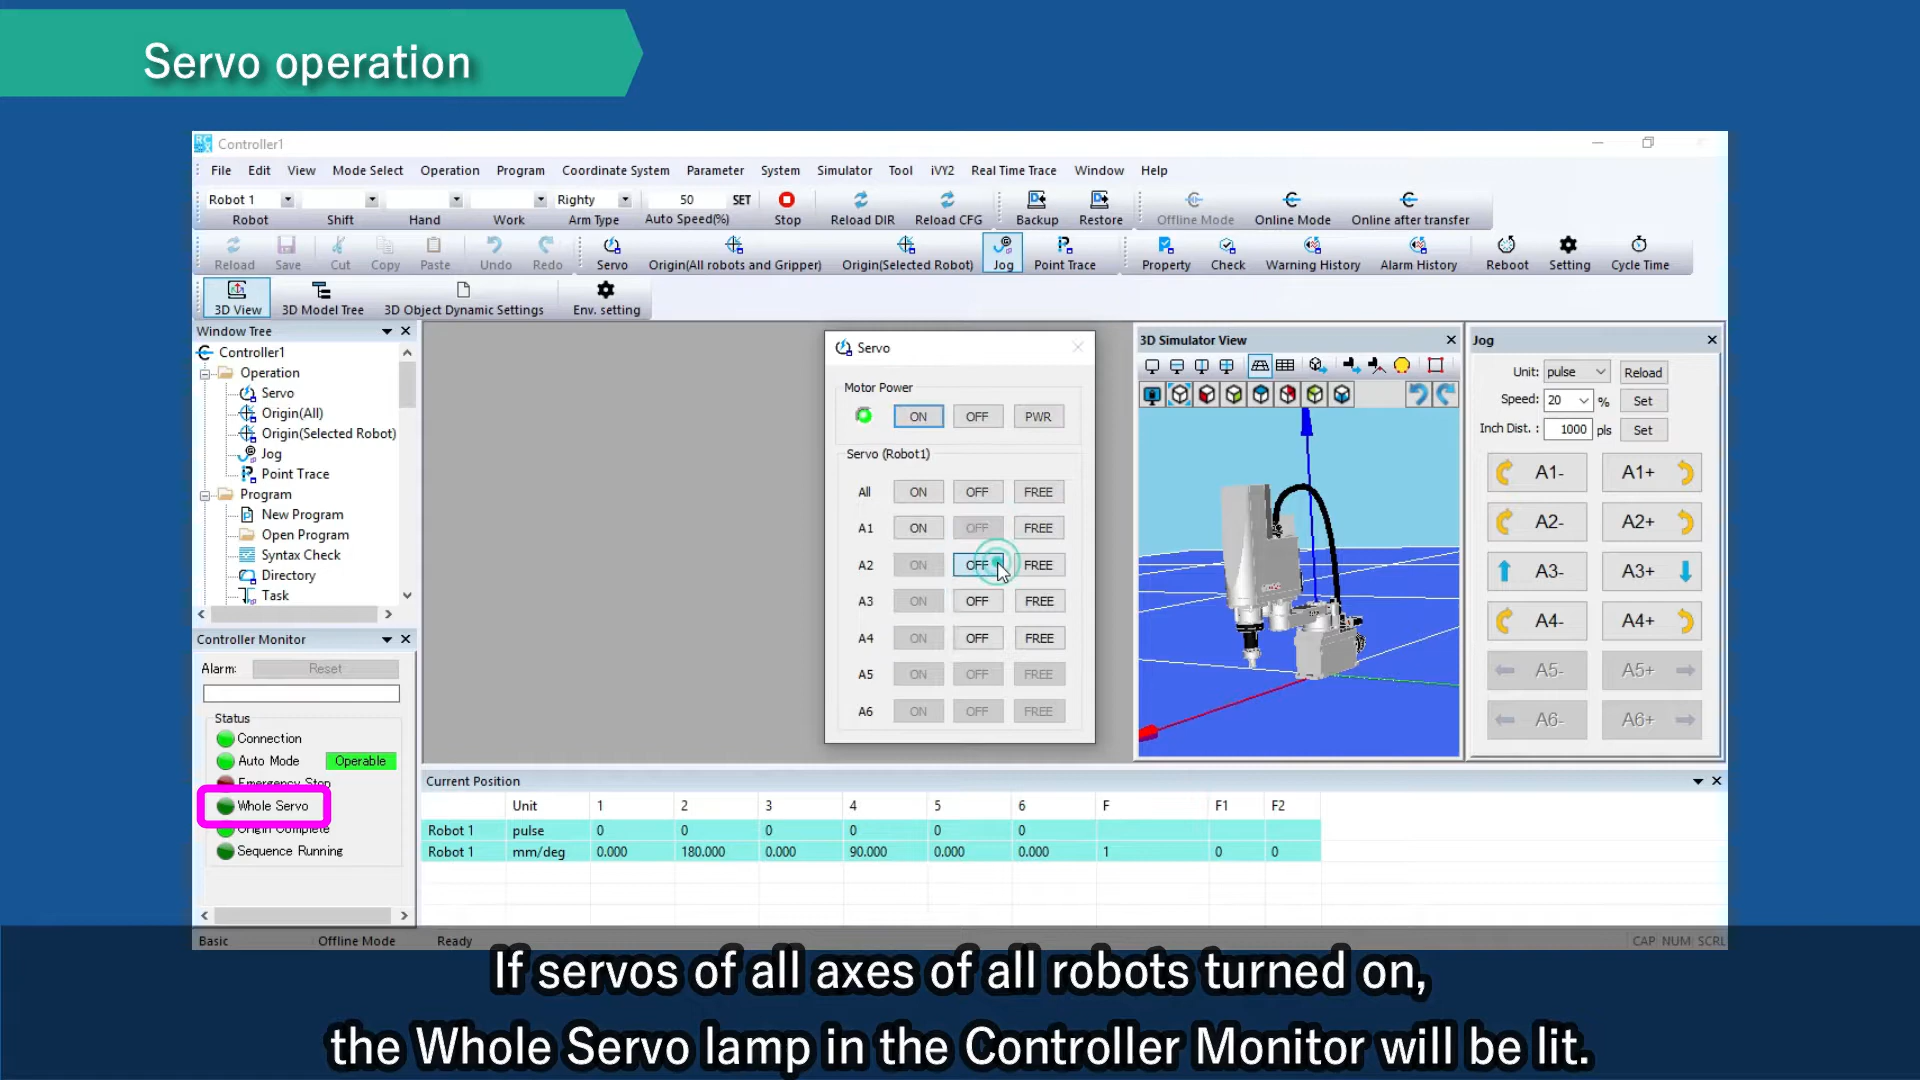 Servo operation
Controller1
File Edit View Mode Select Operation Program Coordinate System Parameter System Simulator Tool iVY2 Real Time Trace Window Help
Robot 1 Righty 50 SET
Robot Shift Hand Work Arm Type Auto Speed(%) Stop Reload DIR Reload CFG Backup Restore Offline Mode Online Mode Online after transfer
Reload Save Cut Copy Paste Undo Redo Servo Origin(All robots and Gripper) Origin(Selected Robot) Jog Point Trace Property Check Warning History Alarm History Reboot Setting Cycle Time
3D View 3D Model Tree 3D Object Dynamic Settings Env. setting
Window Tree
Controller1
Operation
Servo
Origin(All)
Origin(Selected Robot)
Jog
Point Trace
Program
New Program
Open Program
Syntax Check
Directory
Task
Controller Monitor
Alarm: Reset
Status
Connection
Auto Mode Operable
Emergency Stop
Whole Servo
Origin Complete
Sequence Running
Servo
Motor Power
ON OFF PWR
Servo (Robot1)
All ON OFF FREE
A1 ON OFF FREE
A2 ON OFF FREE
A3 ON OFF FREE
A4 ON OFF FREE
A5 ON OFF FREE
A6 ON OFF FREE
3D Simulator View
Jog
Unit: pulse Reload
Speed: 20 % Set
Inch Dist. : 1000 pls Set
A1- A1+
A2- A2+
A3- A3+
A4- A4+
A5- A5+
A6- A6+
Current Position
Unit 1 2 3 4 5 6 F F1 F2
Robot 1 pulse 0 0 0 0 0 0
Robot 1 mm/deg 0.000 180.000 0.000 90.000 0.000 0.000 1 0 0
Basic Offline Mode Ready CAP NUM SCRL
If servos of all axes of all robots turned on,
the Whole Servo lamp in the Controller Monitor will be lit.